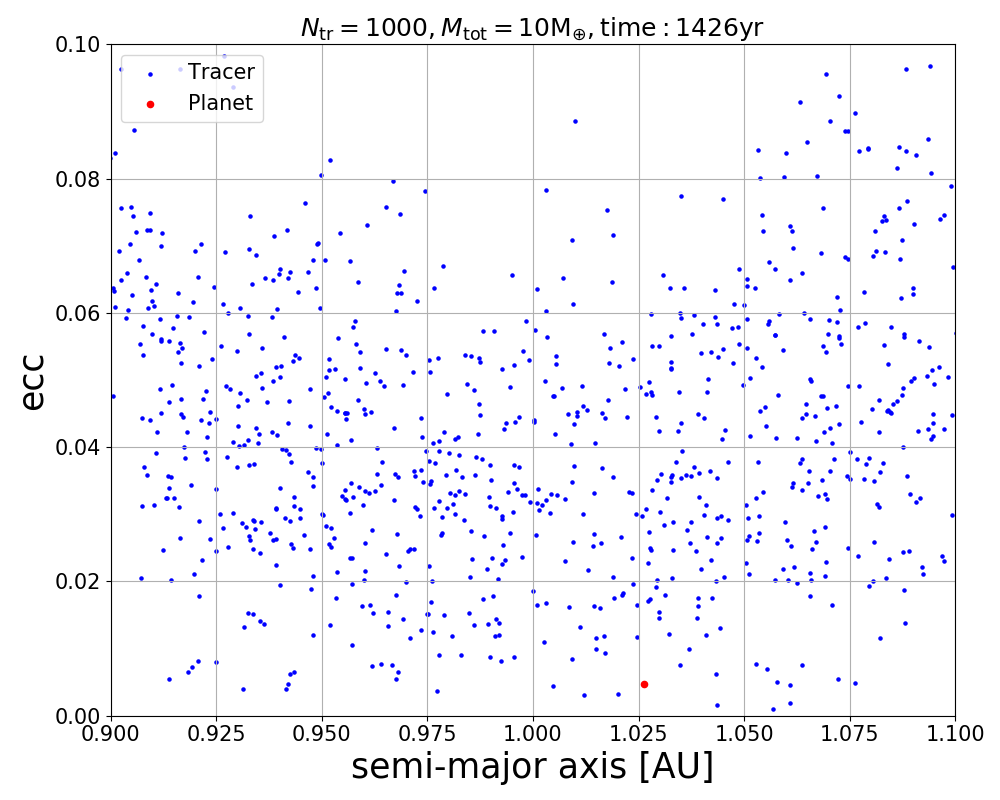 N_tr = 1000, M_tot = 10M_⊕, time : 1426yr
Tracer
Planet
0.10
0.08
0.06
0.04
0.02
0.00
ecc
0.900 0.925 0.950 0.975 1.000 1.025 1.050 1.075 1.100
semi-major axis [AU]